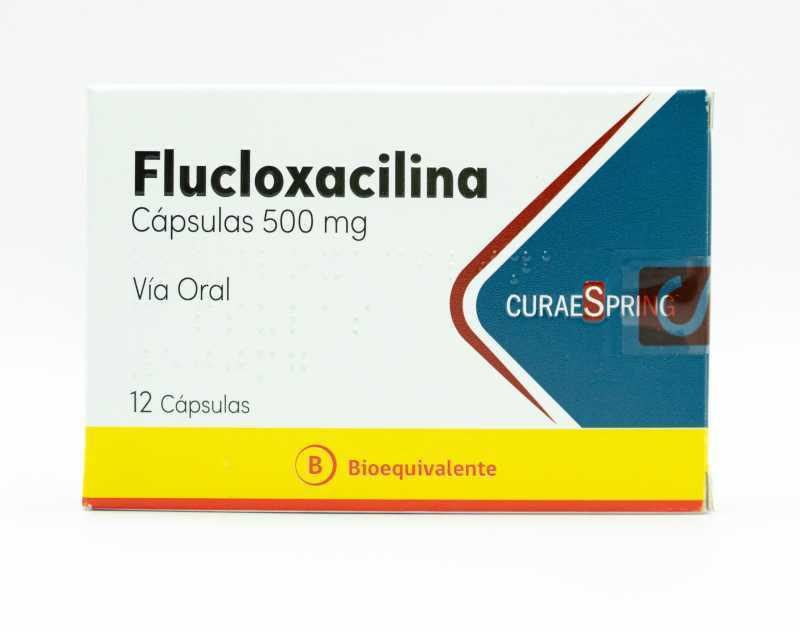 Flucloxacilina
Cápsulas 500 mg
Vía Oral
CURAESPRING
12 Cápsulas
B Bioequivalente